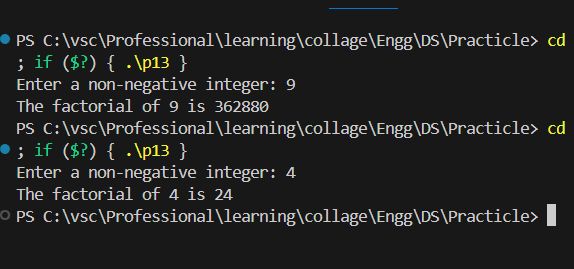 PS C:\vsc\Professional\learning\collage\Engg\DS\Practicle> cd
; if ($?) { .\p13 }
Enter a non-negative integer: 9
The factorial of 9 is 362880
PS C:\vsc\Professional\learning\collage\Engg\DS\Practicle> cd
; if ($?) { .\p13 }
Enter a non-negative integer: 4
The factorial of 4 is 24
PS C:\vsc\Professional\learning\collage\Engg\DS\Practicle>